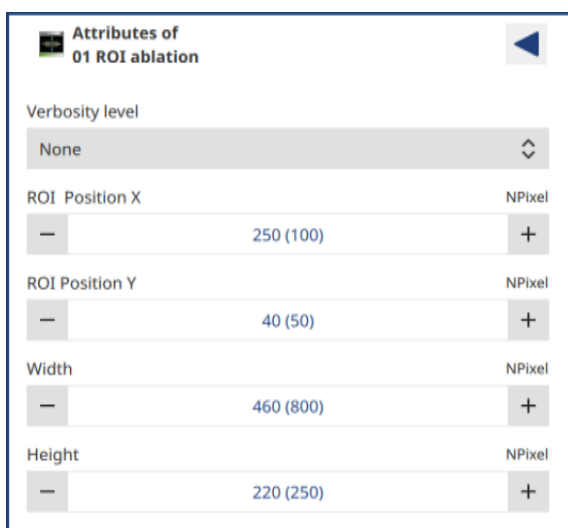 Attributes of
01 ROI ablation
Verbosity level
None
ROI Position X NPixel
− 250 (100) +
ROI Position Y NPixel
− 40 (50) +
Width NPixel
− 460 (800) +
Height NPixel
− 220 (250) +